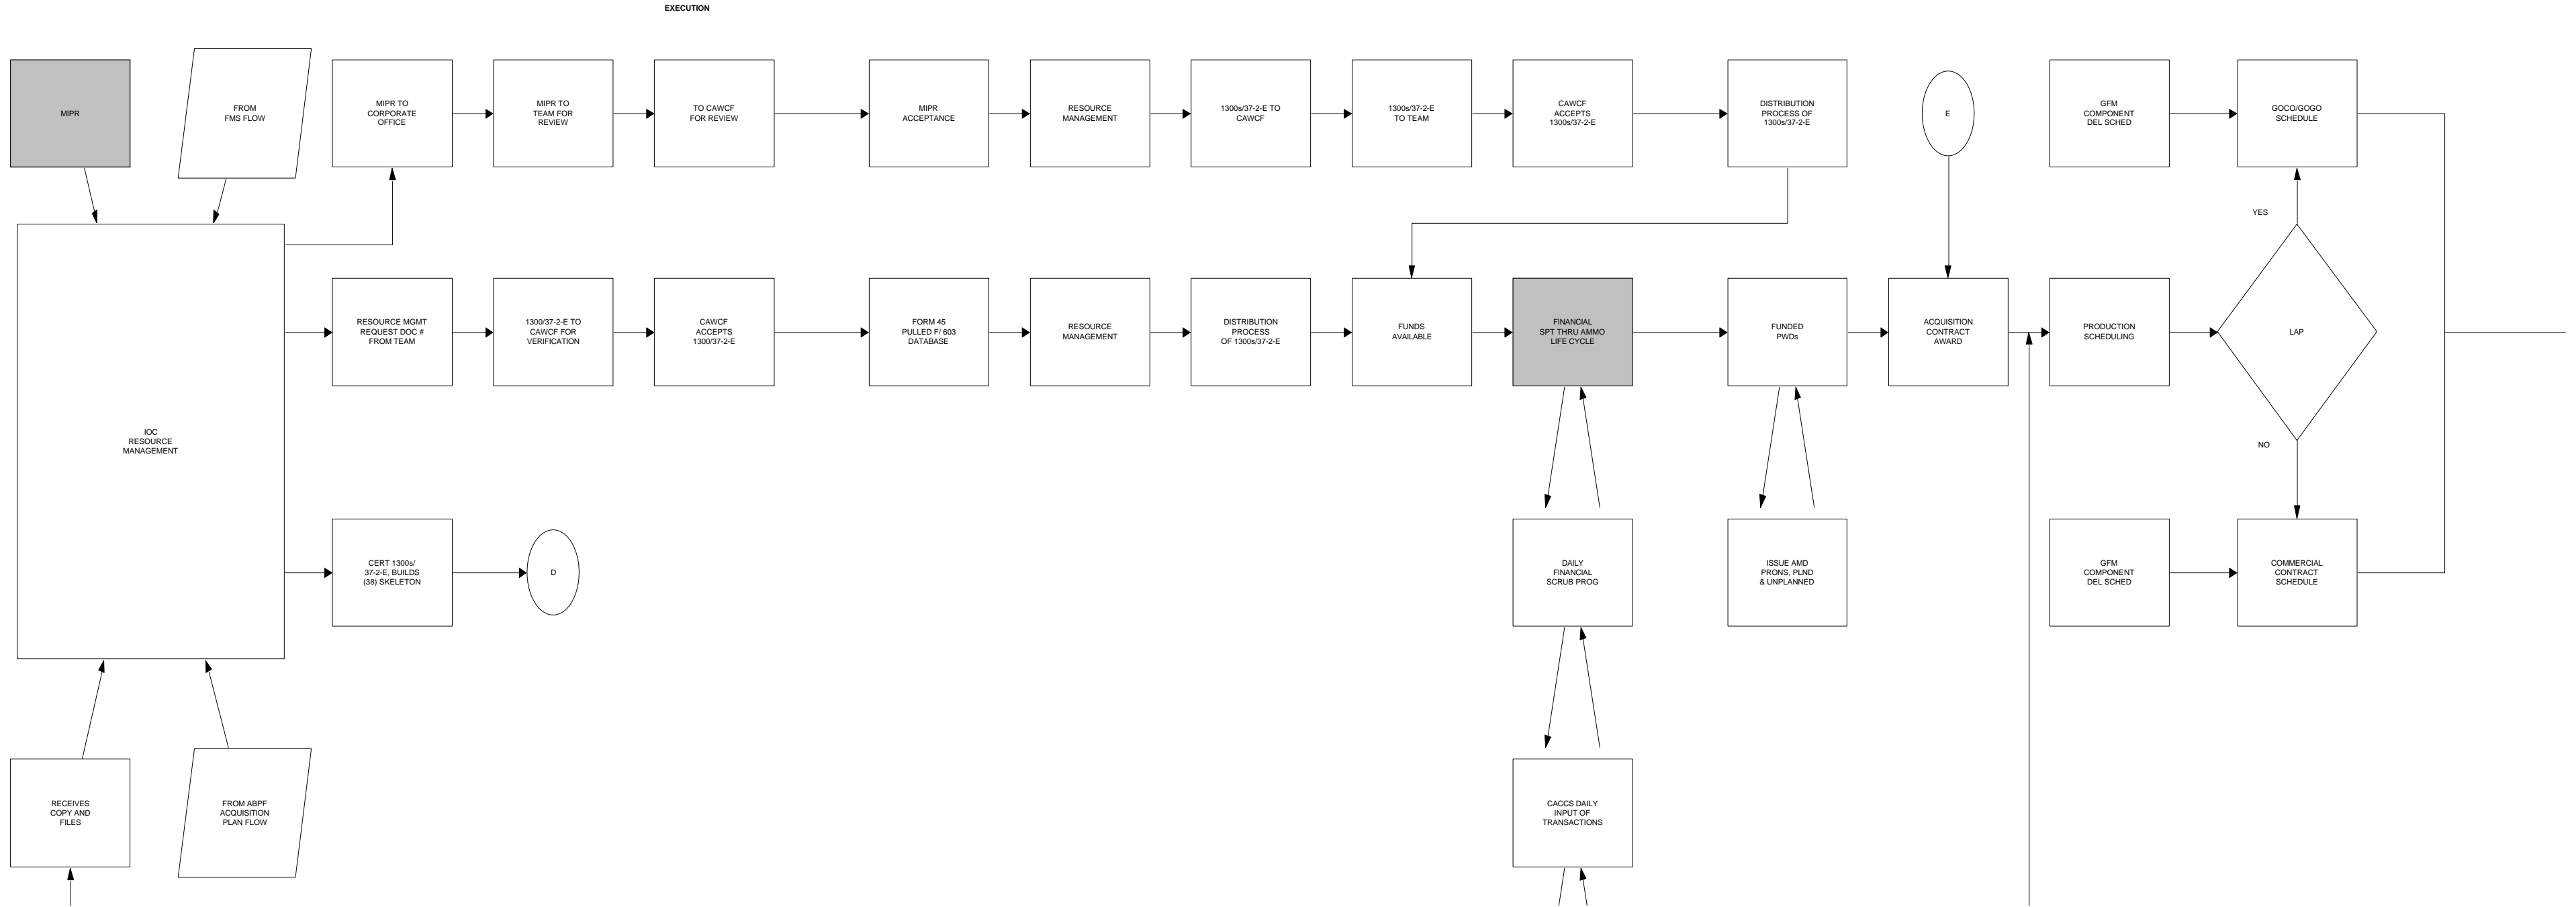 EXECUTION
MIPR
FROM
FMS FLOW
MIPR TO
CORPORATE
OFFICE
MIPR TO
TEAM FOR
REVIEW
TO CAWCF
FOR REVIEW
MIPR
ACCEPTANCE
RESOURCE
MANAGEMENT
1300s/37-2-E TO
CAWCF
1300s/37-2-E
TO TEAM
CAWCF
ACCEPTS
1300s/37-2-E
DISTRIBUTION
PROCESS OF
1300s/37-2-E
E
GFM
COMPONENT
DEL SCHED
GOCO/GOGO
SCHEDULE
YES
IOC
RESOURCE
MANAGEMENT
RESOURCE MGMT
REQUEST DOC #
FROM TEAM
1300/37-2-E TO
CAWCF FOR
VERIFICATION
CAWCF
ACCEPTS
1300/37-2-E
FORM 45
PULLED F/ 603
DATABASE
RESOURCE
MANAGEMENT
DISTRIBUTION
PROCESS
OF 1300s/37-2-E
FUNDS
AVAILABLE
FINANCIAL
SPT THRU AMMO
LIFE CYCLE
FUNDED
PWDs
ACQUISITION
CONTRACT
AWARD
PRODUCTION
SCHEDULING
LAP
NO
CERT 1300s/
37-2-E, BUILDS
(38) SKELETON
D
DAILY
FINANCIAL
SCRUB PROG
ISSUE AMD
PRONS, PLND
& UNPLANNED
GFM
COMPONENT
DEL SCHED
COMMERCIAL
CONTRACT
SCHEDULE
RECEIVES
COPY AND
FILES
FROM ABPF
ACQUISITION
PLAN FLOW
CACCS DAILY
INPUT OF
TRANSACTIONS